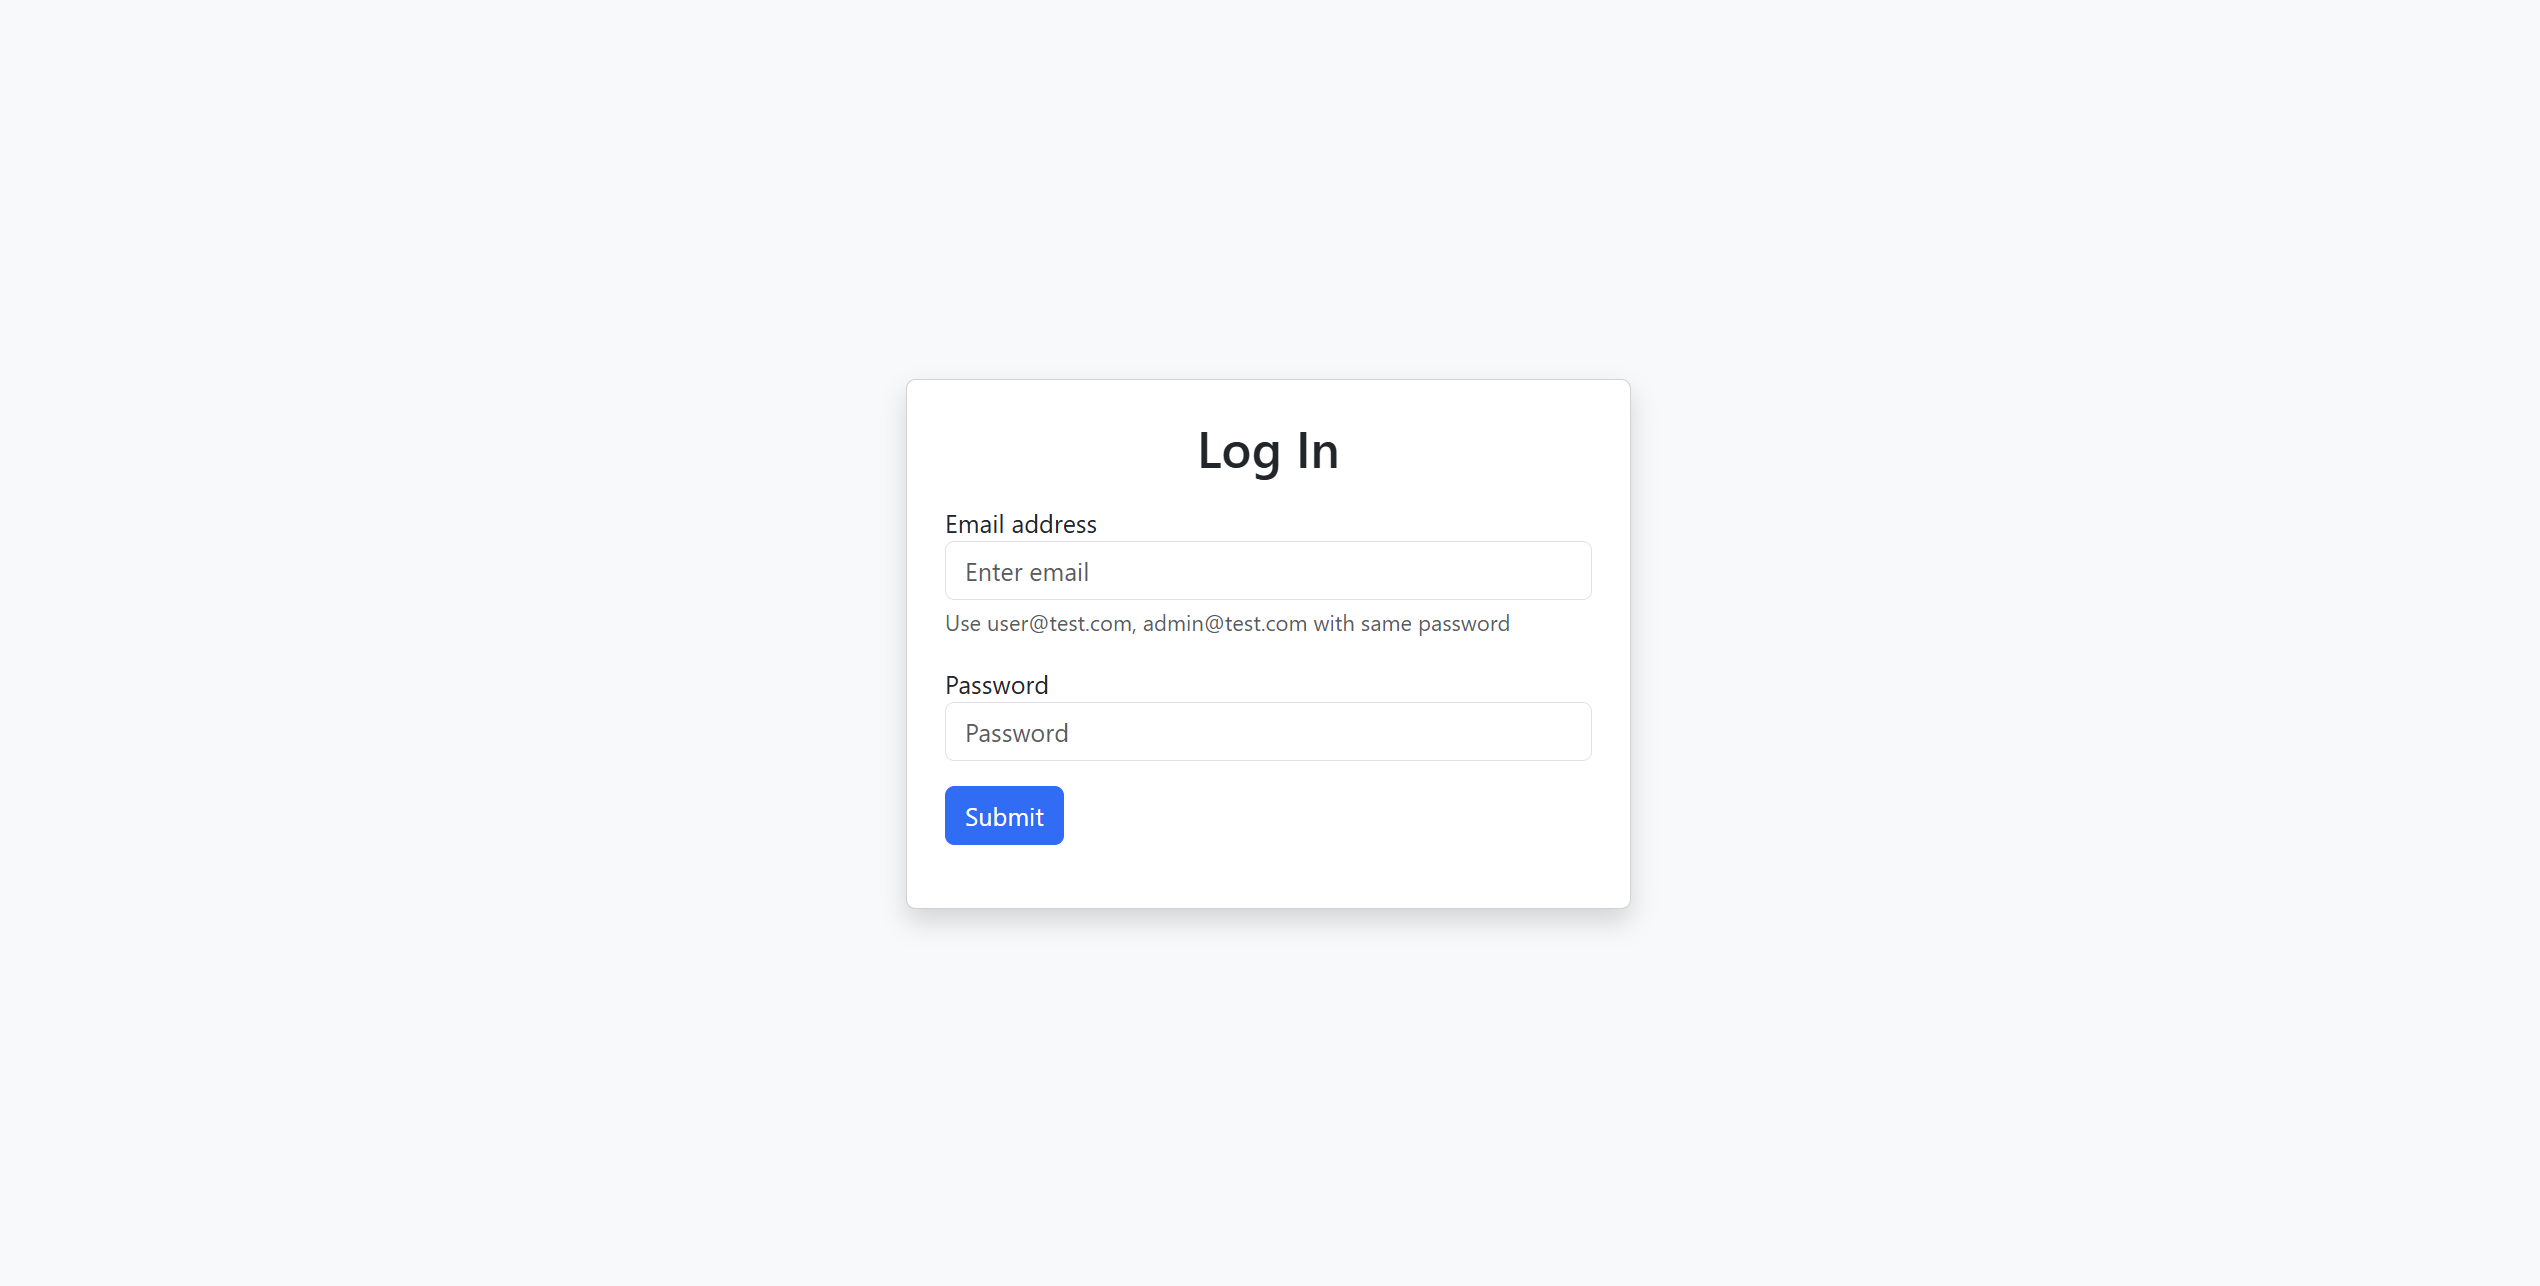 Log In
Email address
Enter email
Use user@test.com, admin@test.com with same password
Password
Password
Submit